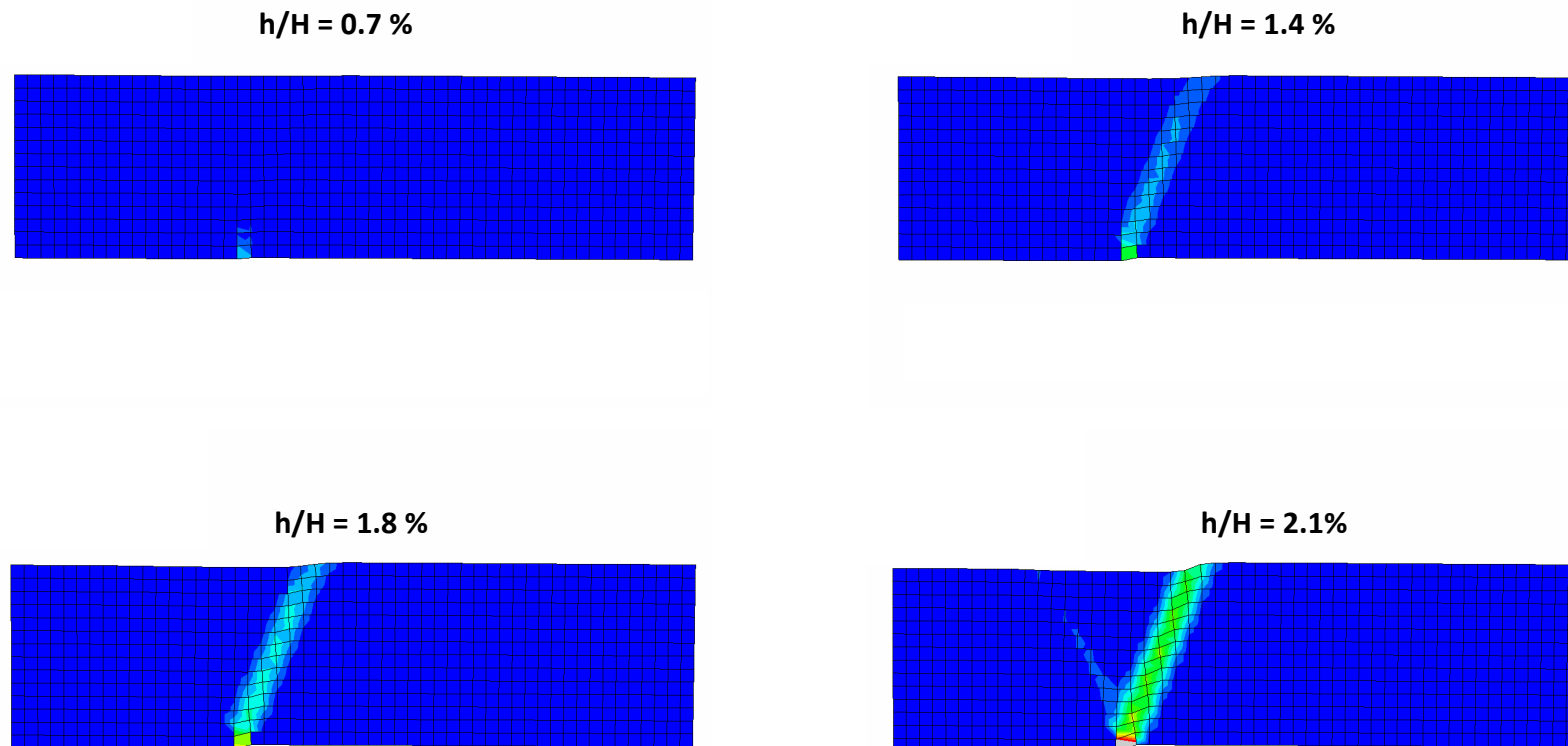 h/H = 0.7 %
h/H = 1.4 %
h/H = 1.8 %
h/H = 2.1%